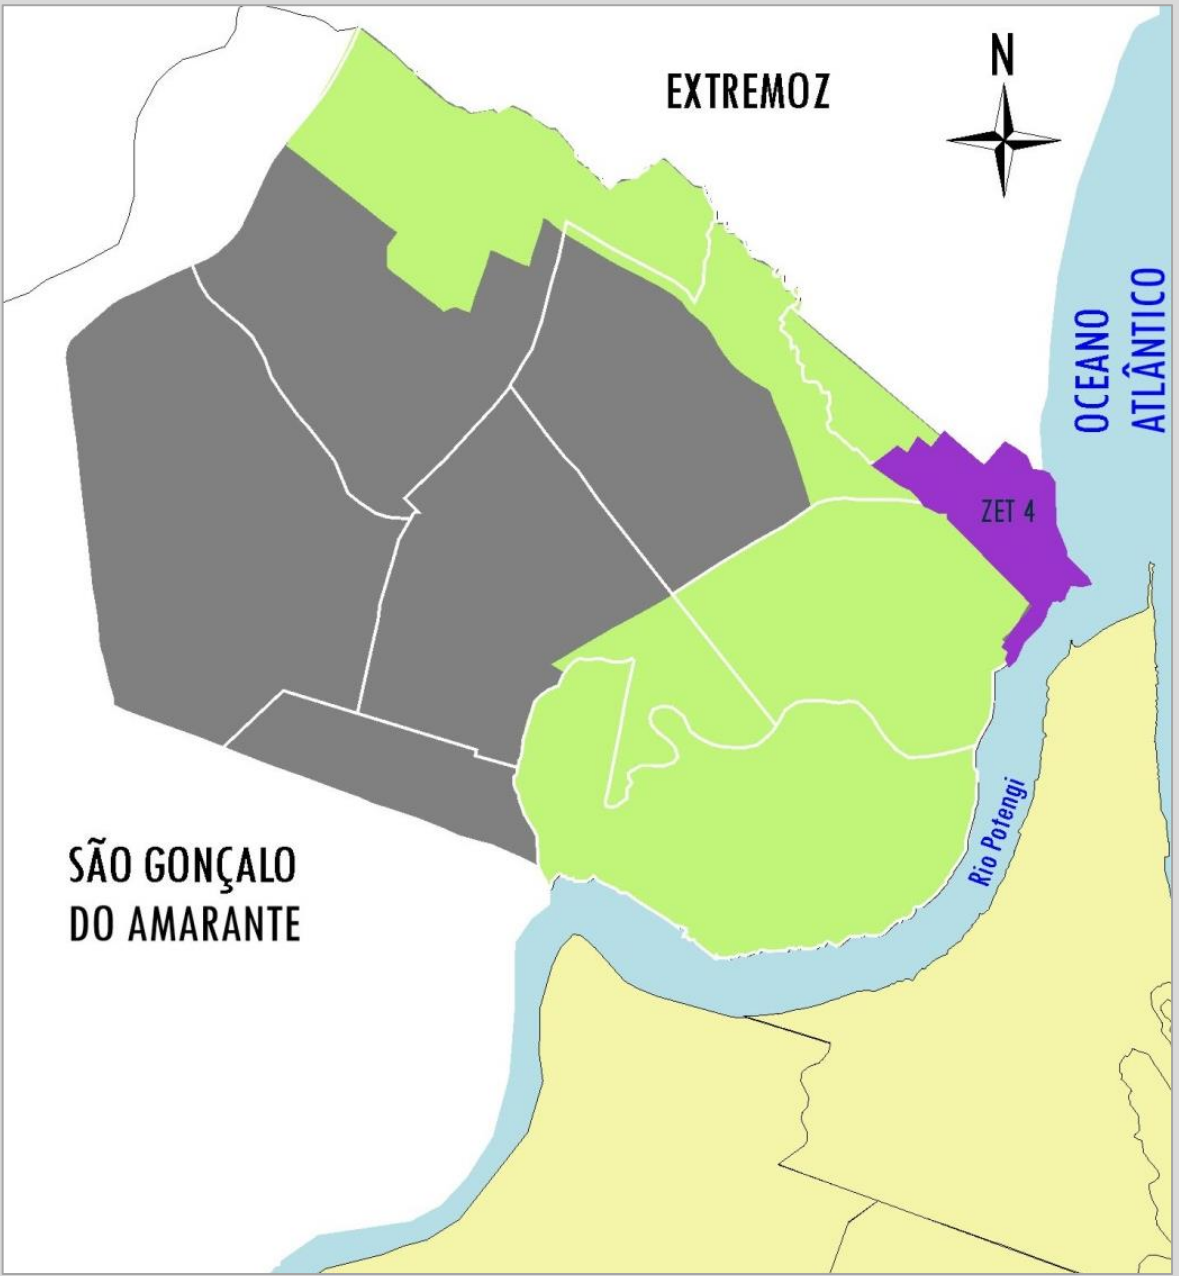 N
EXTREMOZ
OCEANO
ATLÂNTICO
ZET 4
Rio Potengi
SÃO GONÇALO
DO AMARANTE